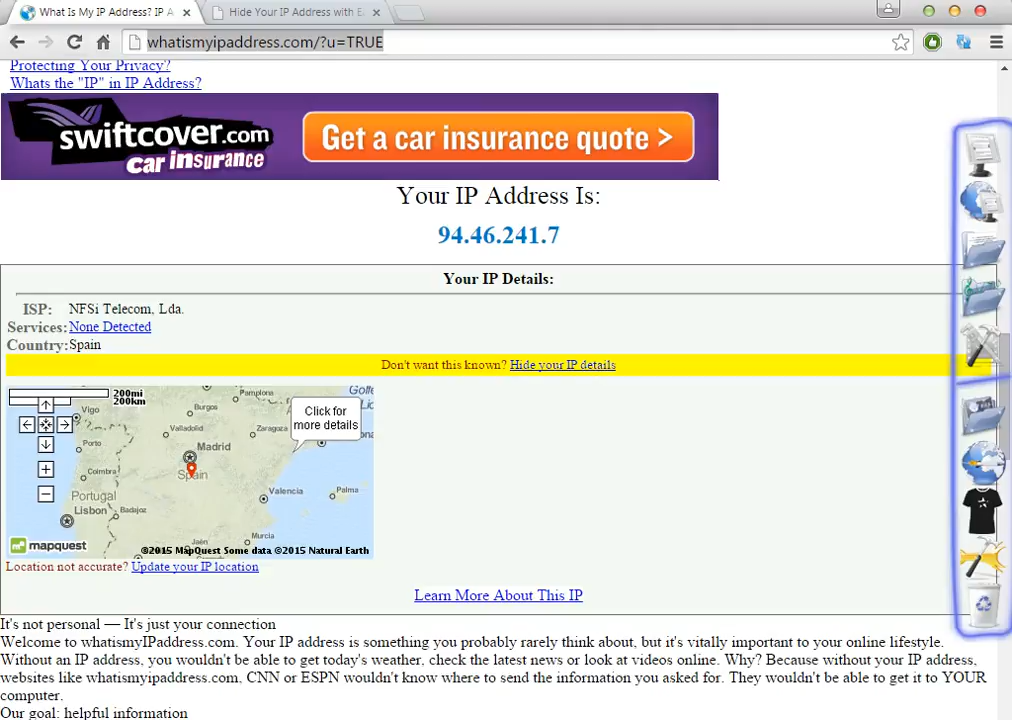 What Is My IP Address? IP A
Hide Your IP Address with E
whatismyipaddress.com/?u=TRUE
Protecting Your Privacy?
Whats the "IP" in IP Address?
swiftcover.com
car insurance
Get a car insurance quote >
Your IP Address Is:
94.46.241.7
Your IP Details:
ISP: NFSi Telecom, Lda.
Services: None Detected
Country: Spain
Don't want this known? Hide your IP details
200mi
200km
Golfe
Pamplona
Burgos
Vigo
Click for
more details
Valladolid
Zaragoza
Porto
Madrid
Coimbra
Spain
Portugal
Valencia
Palma
Lisbon
Badajoz
Murcia
Jaén
mapquest
©2015 MapQuest Some data ©2015 Natural Earth
Location not accurate? Update your IP location
Learn More About This IP
It's not personal — It's just your connection
Welcome to whatismyIPaddress.com. Your IP address is something you probably rarely think about, but it's vitally important to your online lifestyle.
Without an IP address, you wouldn't be able to get today's weather, check the latest news or look at videos online. Why? Because without your IP address,
websites like whatismyipaddress.com, CNN or ESPN wouldn't know where to send the information you asked for. They wouldn't be able to get it to YOUR
computer.
Our goal: helpful information